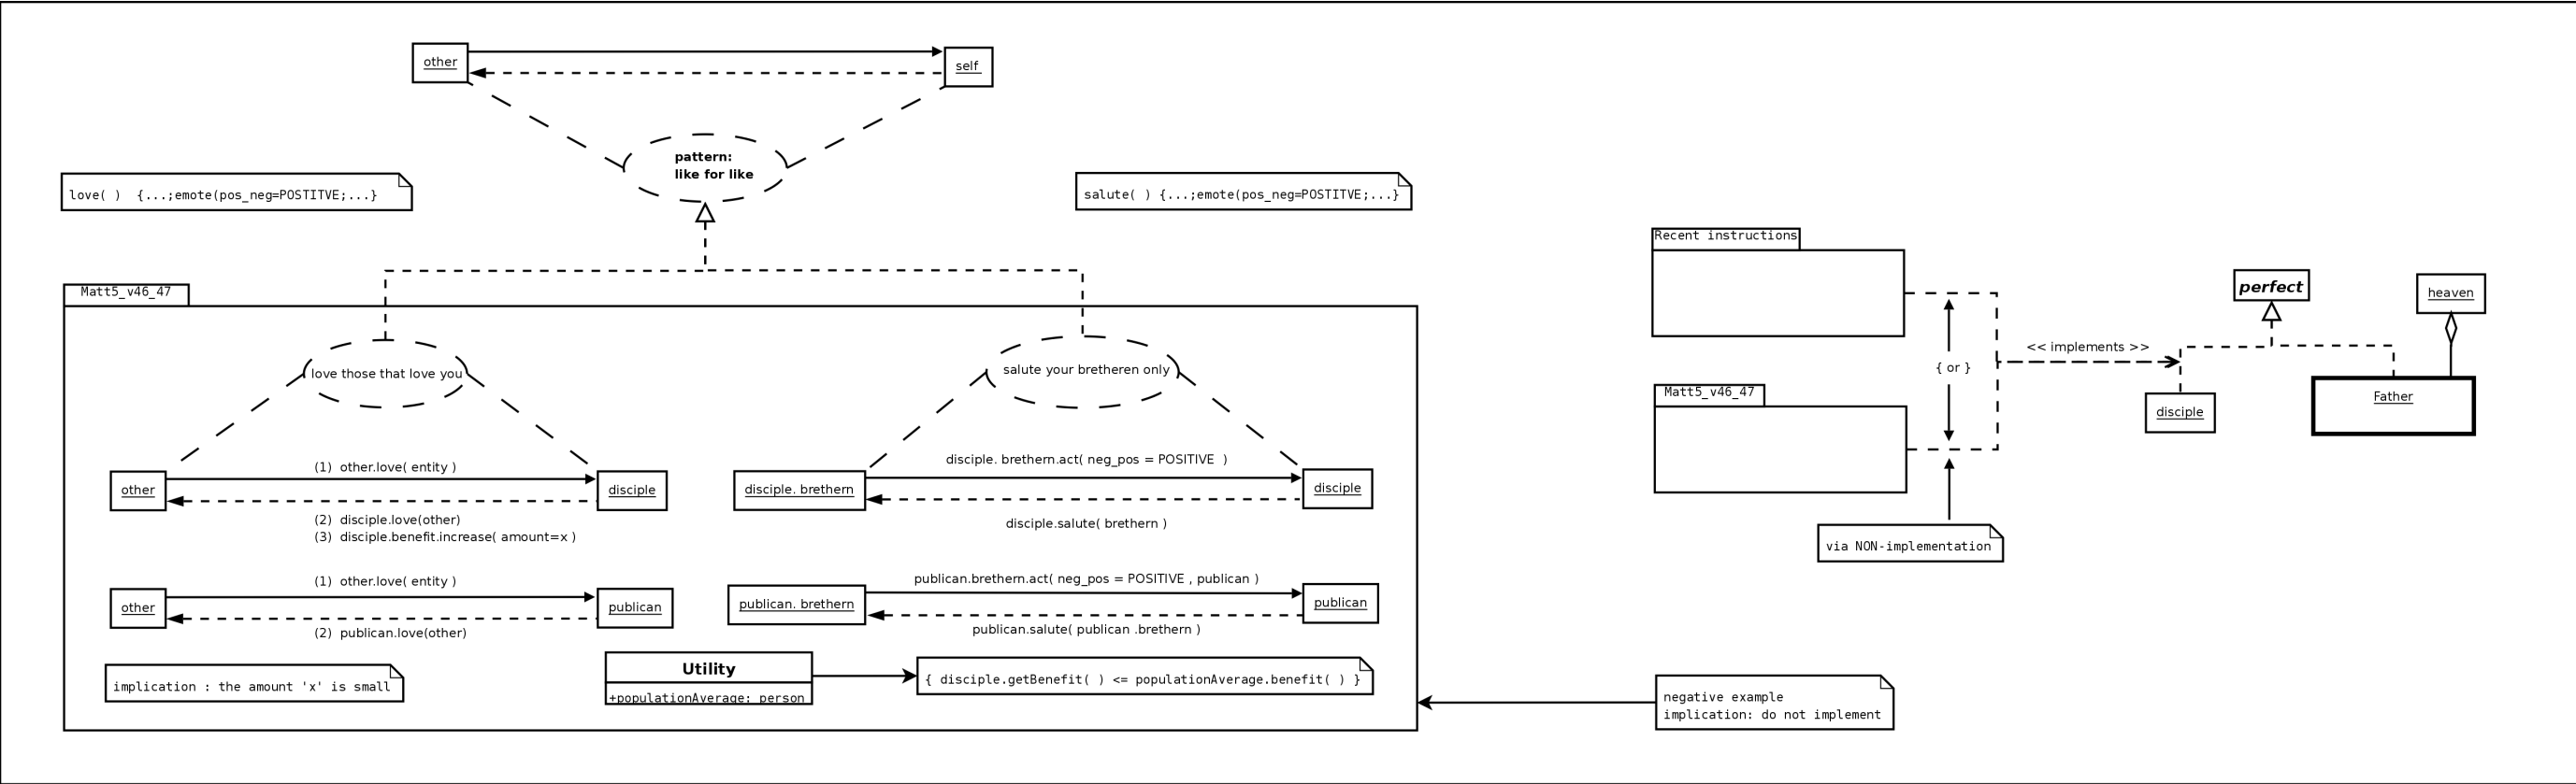 other
self
pattern:
like for like
love( )  {...;emote(pos_neg=POSTITVE;...}
salute( ) {...;emote(pos_neg=POSTITVE;...}
Matt5_v46_47
love those that love you
salute your bretheren only
(1)  other.love( entity )
other
disciple
(2)  disciple.love(other)
(3)  disciple.benefit.increase( amount=x )
disciple. brethern.act( neg_pos = POSITIVE  )
disciple. brethern
disciple
disciple.salute( brethern )
(1)  other.love( entity )
other
publican
(2)  publican.love(other)
publican.brethern.act( neg_pos = POSITIVE , publican )
publican. brethern
publican
publican.salute( publican .brethern )
implication : the amount 'x' is small
Utility
+populationAverage: person
{ disciple.getBenefit( ) <= populationAverage.benefit( ) }
negative example
implication: do not implement
Recent instructions
{ or }
Matt5_v46_47
via NON-implementation
<< implements >>
perfect
heaven
disciple
Father